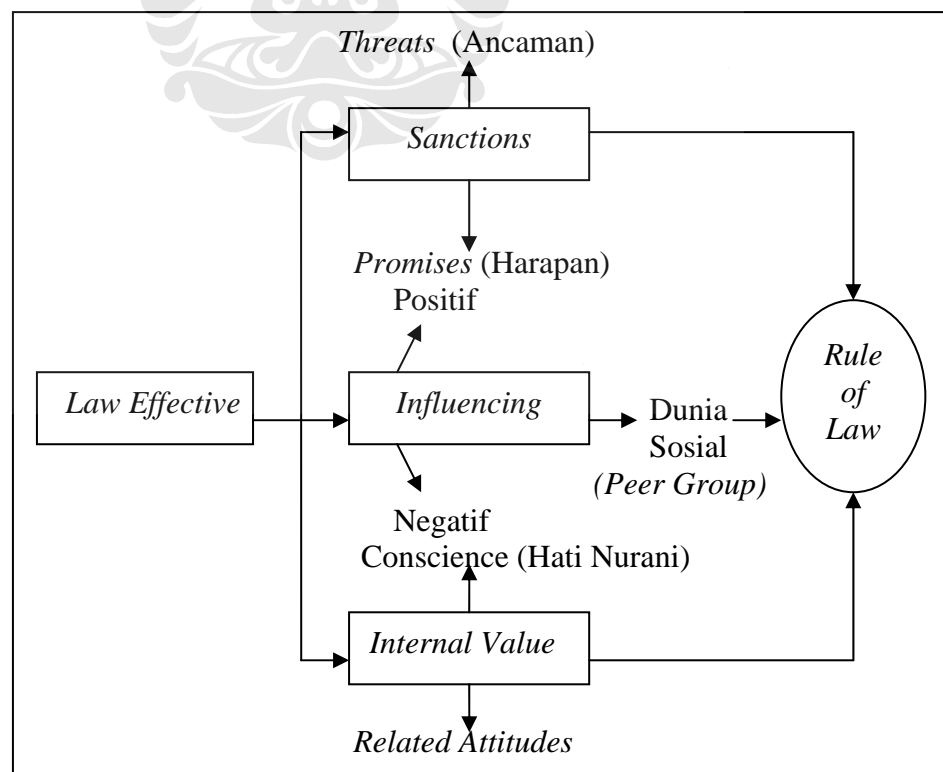 Threats (Ancaman)
Sanctions
Promises (Harapan)
Positif
Law Effective
Influencing
Dunia
Sosial
(Peer Group)
Rule
of
Law
Negatif
Conscience (Hati Nurani)
Internal Value
Related Attitudes